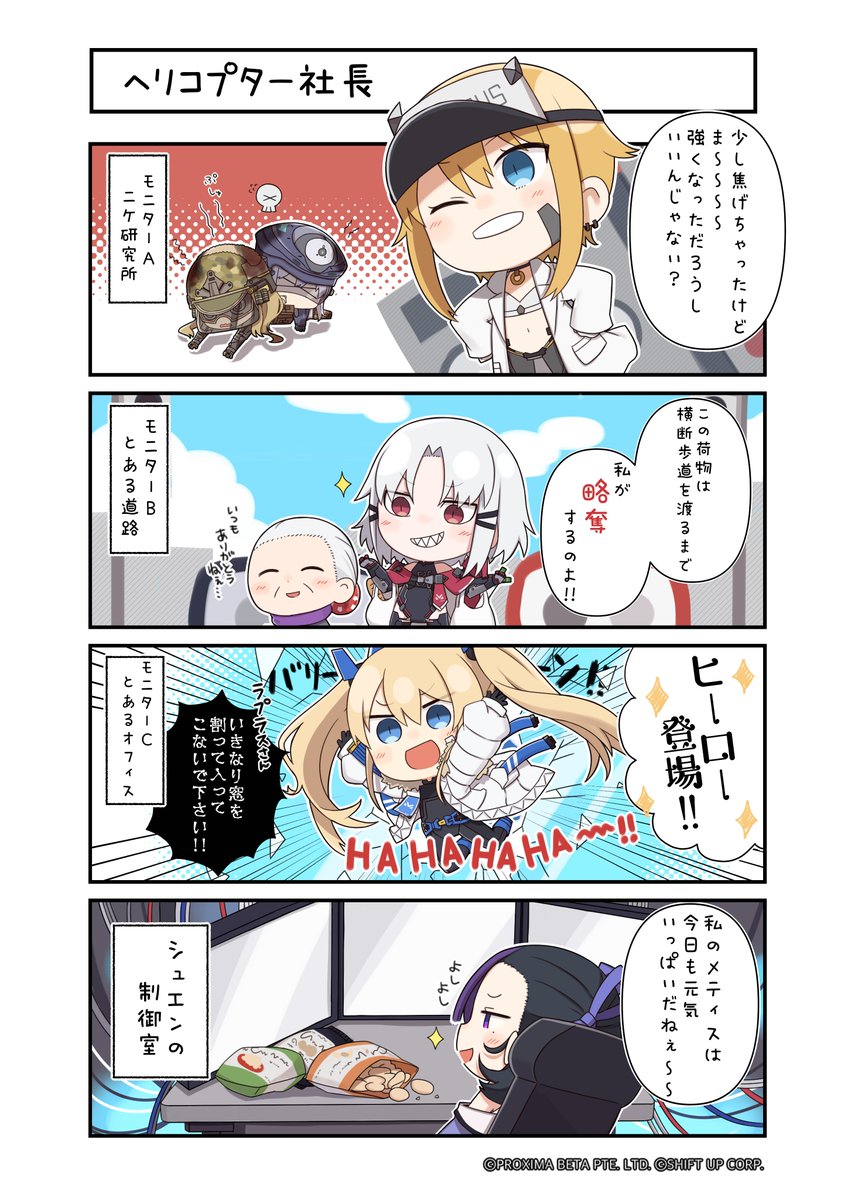 ヘリコプター社長
少し焦げちゃったけど
ま〜〜〜〜
強くなっただろうし
いいんじゃない?
モニターA
ニケ研究所
ぷしゅー
この荷物は
横断歩道を渡るまで
私が
略奪
するのよ!!
モニターB
とある道路
いつも
ありがとう
ねぇ…
ヒーロー
登場!!
バリーーン!!
ラプラスさん
いきなり窓を
割って入って
こないで下さい!!
モニターC
とあるオフィス
HAHAHAHA〜!!
私のメティスは
今日も元気
いっぱいだねぇ〜〜
よし
よし
シュエンの
制御室
©PROXIMA BETA PTE. LTD. ©SHIFT UP CORP.